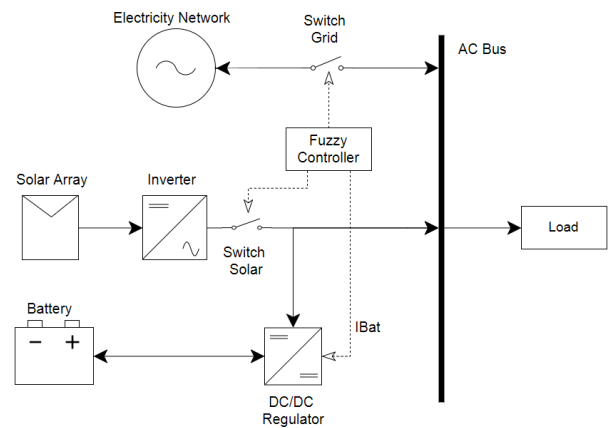 Electricity Network
Switch
Grid
AC Bus
Fuzzy
Controller
Solar Array
Inverter
Switch
Solar
Load
Battery
IBat
DC/DC
Regulator